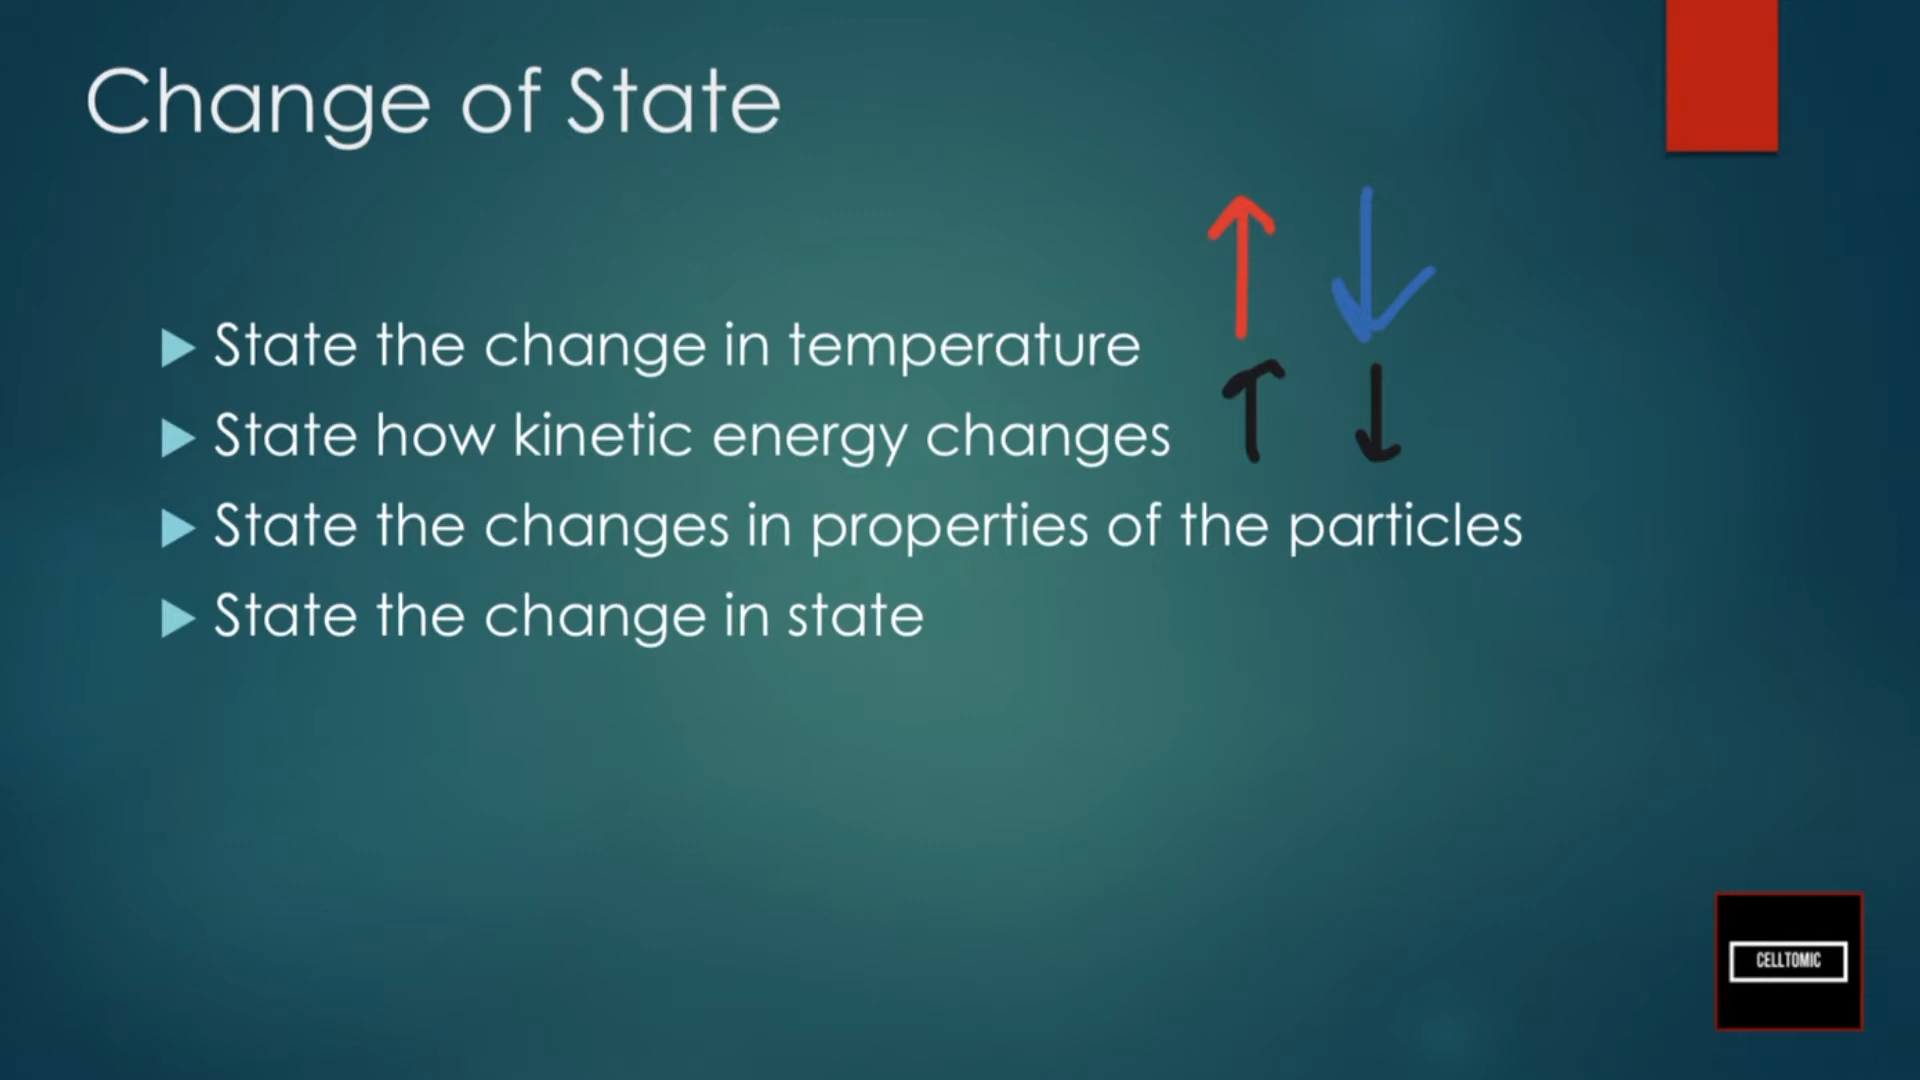 Change of State
State the change in temperature
State how kinetic energy changes
State the changes in properties of the particles
State the change in state
CELLTOMIC